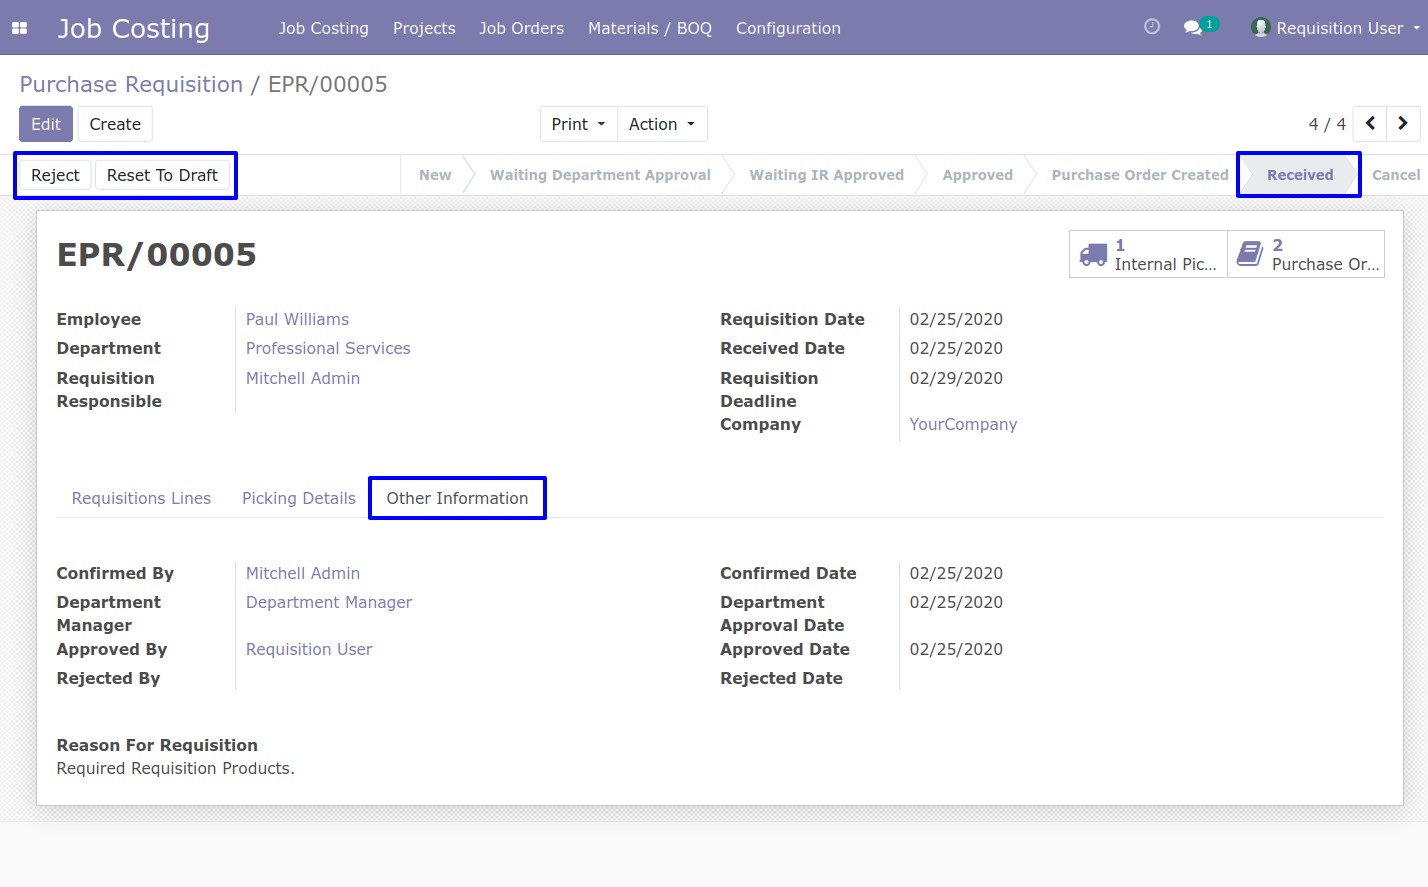 Job Costing
Job Costing Projects Job Orders Materials / BOQ Configuration
1
Requisition User
Purchase Requisition / EPR/00005
Edit Create
Print Action
4 / 4
Reject Reset To Draft
New Waiting Department Approval Waiting IR Approved Approved Purchase Order Created Received Cancel
EPR/00005
1
Internal Pic...
2
Purchase Or...
Employee Paul Williams
Department Professional Services
Requisition Responsible Mitchell Admin
Requisition Date 02/25/2020
Received Date 02/25/2020
Requisition Deadline 02/29/2020
Company YourCompany
Requisitions Lines Picking Details Other Information
Confirmed By Mitchell Admin
Department Manager Department Manager
Approved By Requisition User
Rejected By
Confirmed Date 02/25/2020
Department Approval Date 02/25/2020
Approved Date 02/25/2020
Rejected Date
Reason For Requisition
Required Requisition Products.